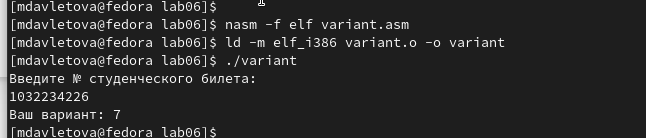 [mdavletova@fedora lab06]$
[mdavletova@fedora lab06]$ nasm -f elf variant.asm
[mdavletova@fedora lab06]$ ld -m elf_i386 variant.o -o variant
[mdavletova@fedora lab06]$ ./variant
Введите № студенческого билета:
1032234226
Ваш вариант: 7
[mdavletova@fedora lab06]$